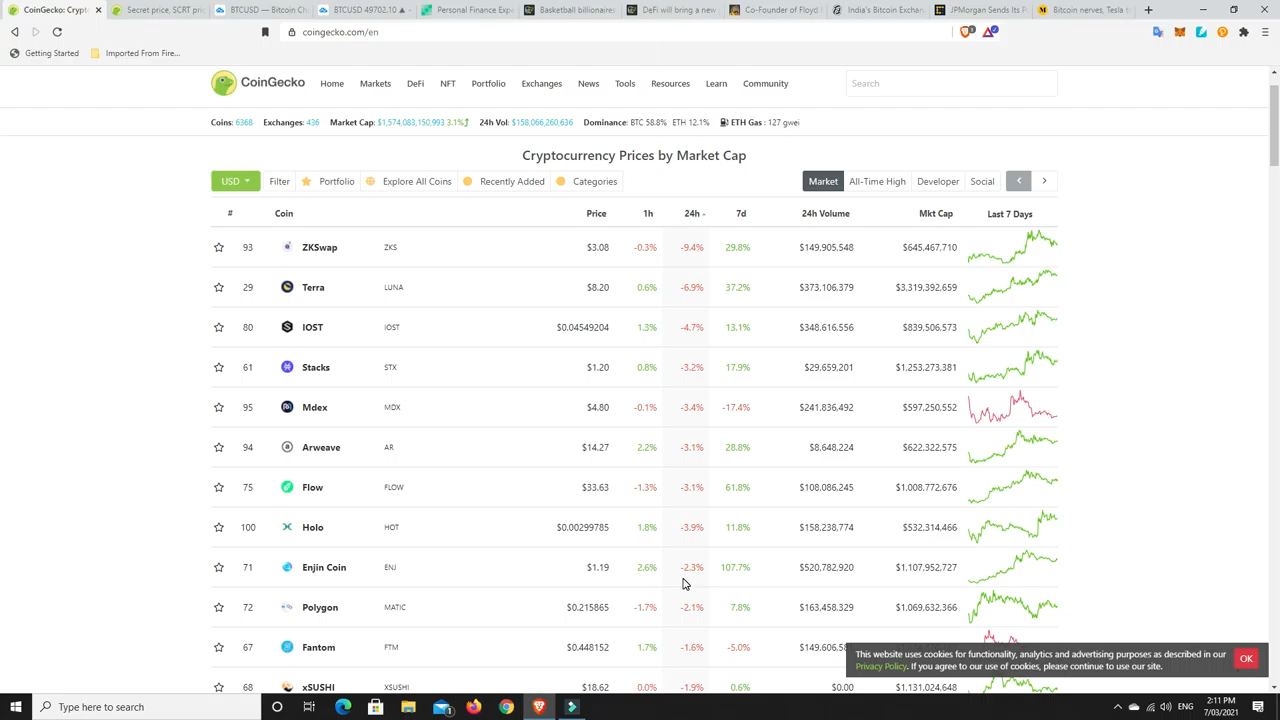 CoinGecko: Crypto
Secret price, SCRT pric
BTCUSD — Bitcoin Ch
BTCUSD 49702.10 ▲
Personal Finance Exp
Basketball billionaires
DeFi will bring a new
Co-Founder of Floyd
India's Bitcoin Exchan
JPMorgan Sends Its P
Bitcoin nerves, Tesla t
coingecko.com/en
Getting Started Imported From Fire...
CoinGecko Home Markets DeFi NFT Portfolio Exchanges News Tools Resources Learn Community Search
Coins: 6368 Exchanges: 436 Market Cap: $1,574,083,150,993 3.1% 24h Vol: $158,066,260,636 Dominance: BTC 58.8% ETH 12.1% ETH Gas : 127 gwei
Cryptocurrency Prices by Market Cap
USD Filter Portfolio Explore All Coins Recently Added Categories Market All-Time High Developer Social
# Coin Price 1h 24h 7d 24h Volume Mkt Cap Last 7 Days
93 ZKSwap ZKS $3.08 -0.3% -9.4% 29.8% $149,905,548 $645,467,710
29 Terra LUNA $8.20 0.6% -6.9% 37.2% $373,106,379 $3,319,392,659
80 IOST IOST $0.04549204 1.3% -4.7% 13.1% $348,616,556 $839,506,573
61 Stacks STX $1.20 0.8% -3.2% 17.9% $29,659,201 $1,253,273,381
95 Mdex MDX $4.80 -0.1% -3.4% -17.4% $241,836,492 $597,250,552
94 Arweave AR $14.27 2.2% -3.1% 28.8% $8,648,224 $622,322,575
75 Flow FLOW $33.63 -1.3% -3.1% 61.8% $108,086,245 $1,008,772,676
100 Holo HOT $0.00299785 1.8% -3.9% 11.8% $158,238,774 $532,314,466
71 Enjin Coin ENJ $1.19 2.6% -2.3% 107.7% $520,782,920 $1,107,952,727
72 Polygon MATIC $0.215865 -1.7% -2.1% 7.8% $163,458,329 $1,069,632,366
67 Fantom FTM $0.448152 1.7% -1.6% -5.0% $149,606,5
68 xSUSHI XSUSHI $18.62 0.0% -1.9% 0.6% $0.00 $1,131,024,648
This website uses cookies for functionality, analytics and advertising purposes as described in our
Privacy Policy. If you agree to our use of cookies, please continue to use our site.
OK
Type here to search
ENG
2:11 PM
7/03/2021